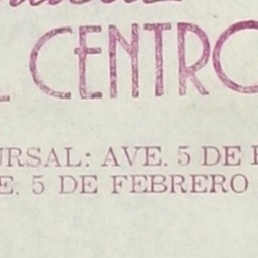 L CENTRO
URSAL: AVE. 5 DE F
E. 5 DE FEBRERO